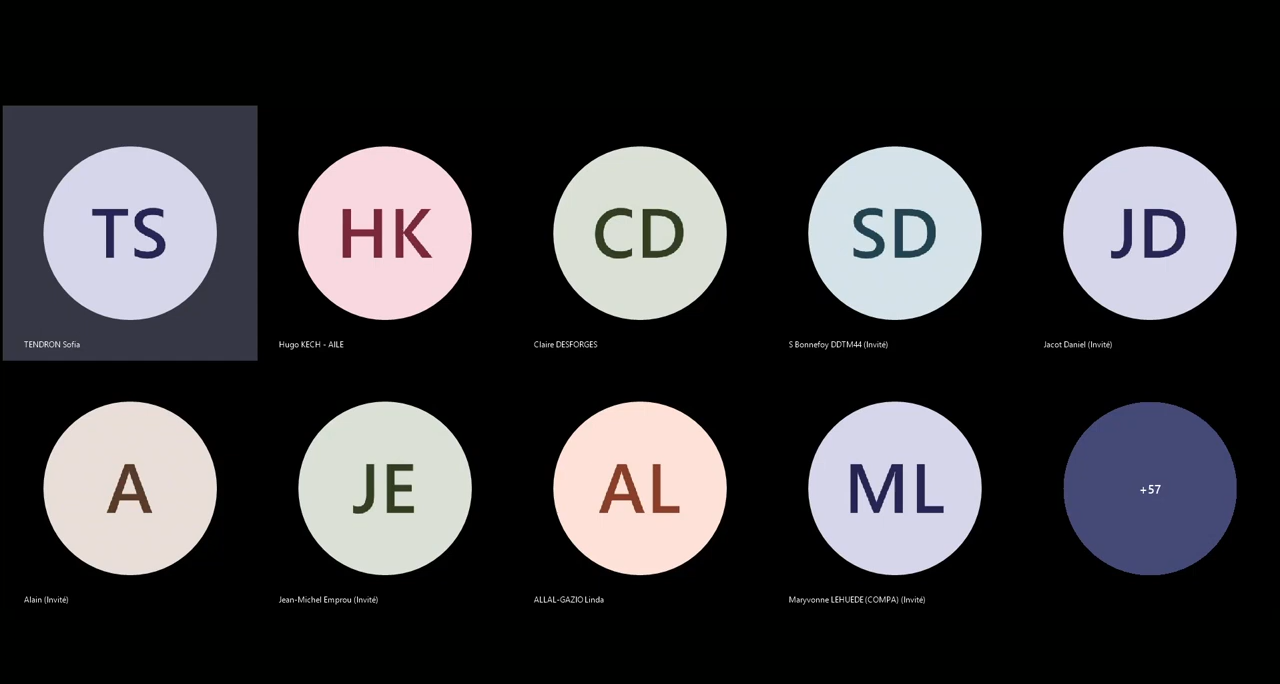 TS
HK
CD
SD
JD
TENDRON Sofia
Hugo KECH - AILE
Claire DESFORGES
S Bonnefoy DDTM44 (Invité)
Jacot Daniel (Invité)
A
JE
AL
ML
+57
Alain (Invité)
Jean-Michel Emprou (Invité)
ALLAL-GAZIO Linda
Maryvonne LEHUEDE (COMPA) (Invité)